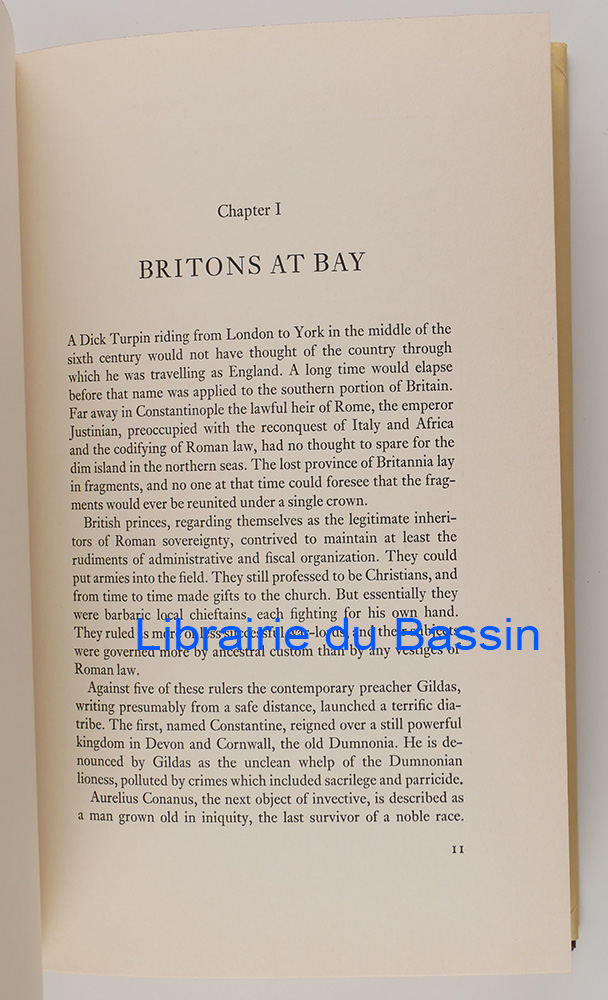 Chapter I
BRITONS AT BAY
A Dick Turpin riding from London to York in the middle of the
sixth century would not have thought of the country through
which he was travelling as England. A long time would elapse
before that name was applied to the southern portion of Britain.
Far away in Constantinople the lawful heir of Rome, the emperor
Justinian, preoccupied with the reconquest of Italy and Africa
and the codifying of Roman law, had no thought to spare for the
dim island in the northern seas. The lost province of Britannia lay
in fragments, and no one at that time could foresee that the frag-
ments would ever be reunited under a single crown.
British princes, regarding themselves as the legitimate inheri-
tors of Roman sovereignty, contrived to maintain at least the
rudiments of administrative and fiscal organization. They could
put armies into the field. They still professed to be Christians, and
from time to time made gifts to the church. But essentially they
were barbaric local chieftains, each fighting for his own hand.
They ruled as more or less successful war-lords, and their subjects
Librairie du Bassin
were governed more by ancestral custom than by any vestiges of
Roman law.
Against five of these rulers the contemporary preacher Gildas,
writing presumably from a safe distance, launched a terrific dia-
tribe. The first, named Constantine, reigned over a still powerful
kingdom in Devon and Cornwall, the old Dumnonia. He is de-
nounced by Gildas as the unclean whelp of the Dumnonian
lioness, polluted by crimes which included sacrilege and parricide.
Aurelius Conanus, the next object of invective, is described as
a man grown old in iniquity, the last survivor of a noble race.
11